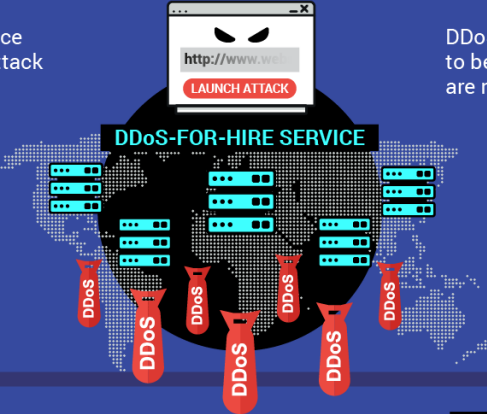 ce
ttack
DDo
to be
are n
http://www.web
LAUNCH ATTACK
DDoS-FOR-HIRE SERVICE
DDoS
DDoS
DDoS
DDoS
DDoS
DDoS
DDoS